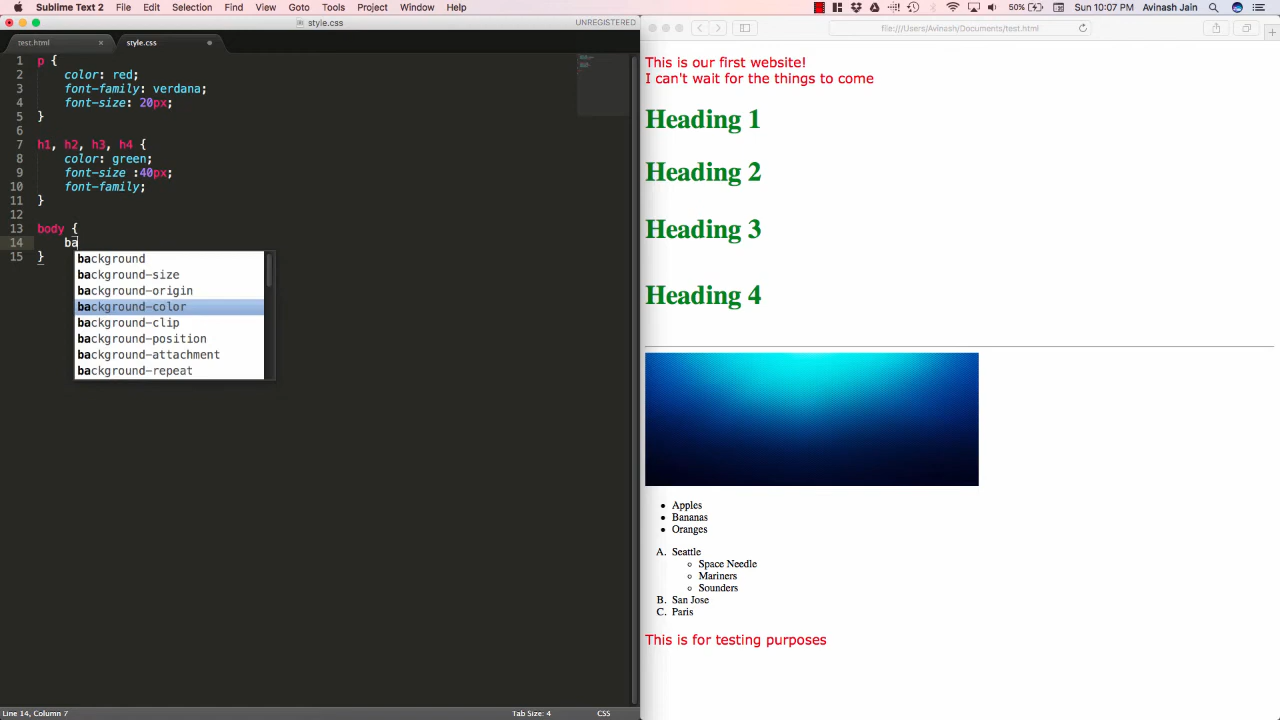 Sublime Text 2 File Edit Selection Find View Goto Tools Project Window Help 50% Sun 10:07 PM Avinash Jain
style.css UNREGISTERED
file:///Users/Avinash/Documents/test.html
test.html style.css
1 p {
2 color: red;
3 font-family: verdana;
4 font-size: 20px;
5 }
6
7 h1, h2, h3, h4 {
8 color: green;
9 font-size :40px;
10 font-family;
11 }
12
13 body {
14 ba
15 }
background
background-size
background-origin
background-color
background-clip
background-position
background-attachment
background-repeat
Line 14, Column 7 Tab Size: 4 CSS
This is our first website!
I can't wait for the things to come
Heading 1
Heading 2
Heading 3
Heading 4
• Apples
• Bananas
• Oranges
A. Seattle
○ Space Needle
○ Mariners
○ Sounders
B. San Jose
C. Paris
This is for testing purposes